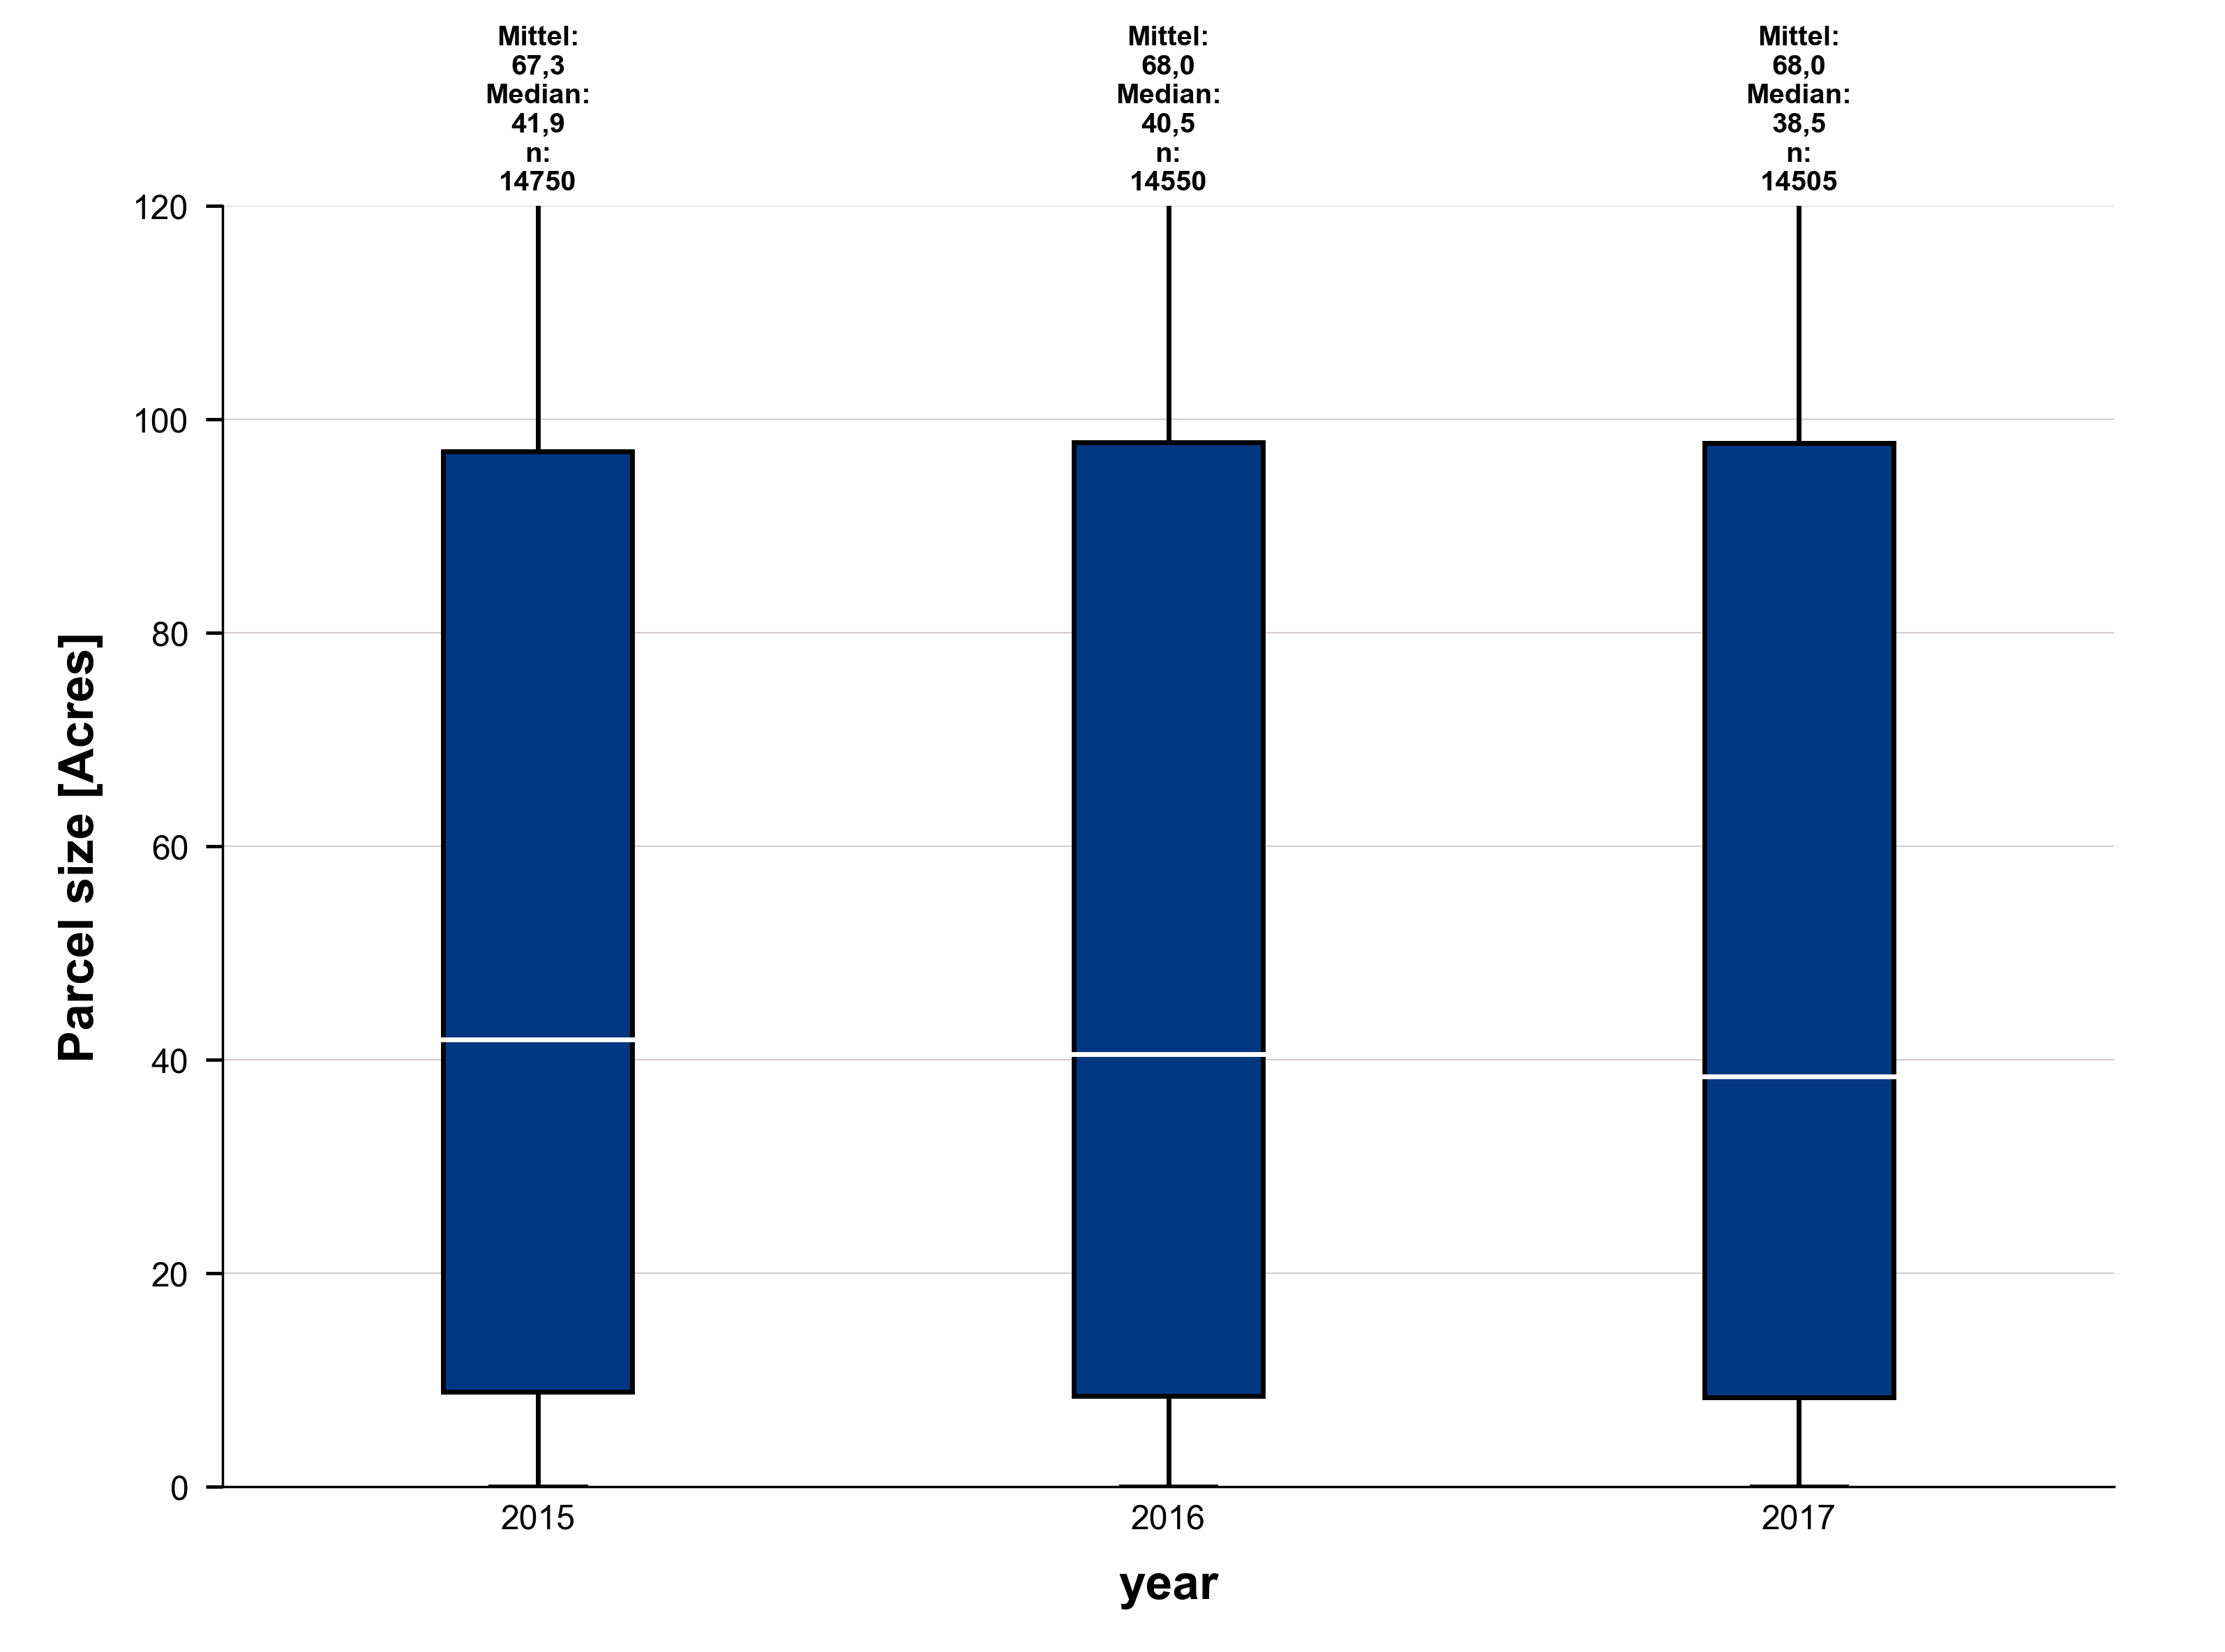 Mittel:
67,3
Median:
41,9
n:
14750
Mittel:
68,0
Median:
40,5
n:
14550
Mittel:
68,0
Median:
38,5
n:
14505
120
100
80
60
40
20
0
Parcel size [Acres]
2015
2016
2017
year